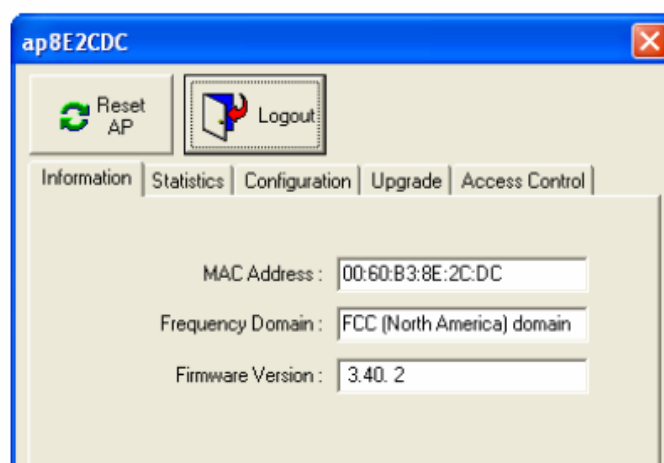 ap8E2CDC
Reset
AP
Logout
Information Statistics Configuration Upgrade Access Control
MAC Address : 00:60:B3:8E:2C:DC
Frequency Domain : FCC (North America) domain
Firmware Version : 3.40. 2